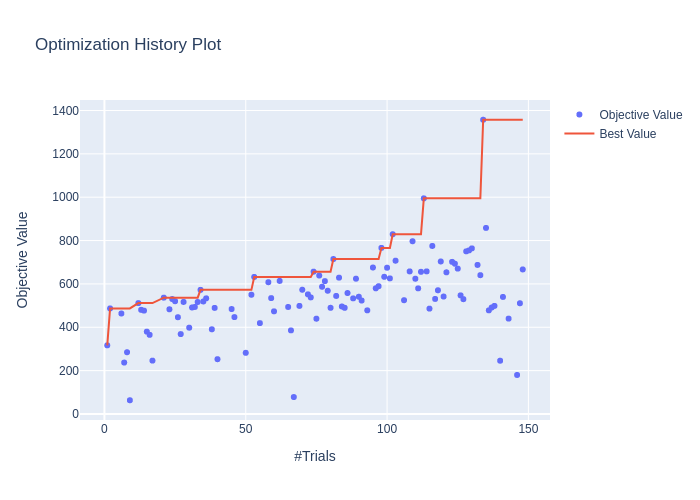 Optimization History Plot
Objective Value
Best Value
1400
1200
1000
800
600
400
200
0
0 50 100 150
#Trials
Objective Value